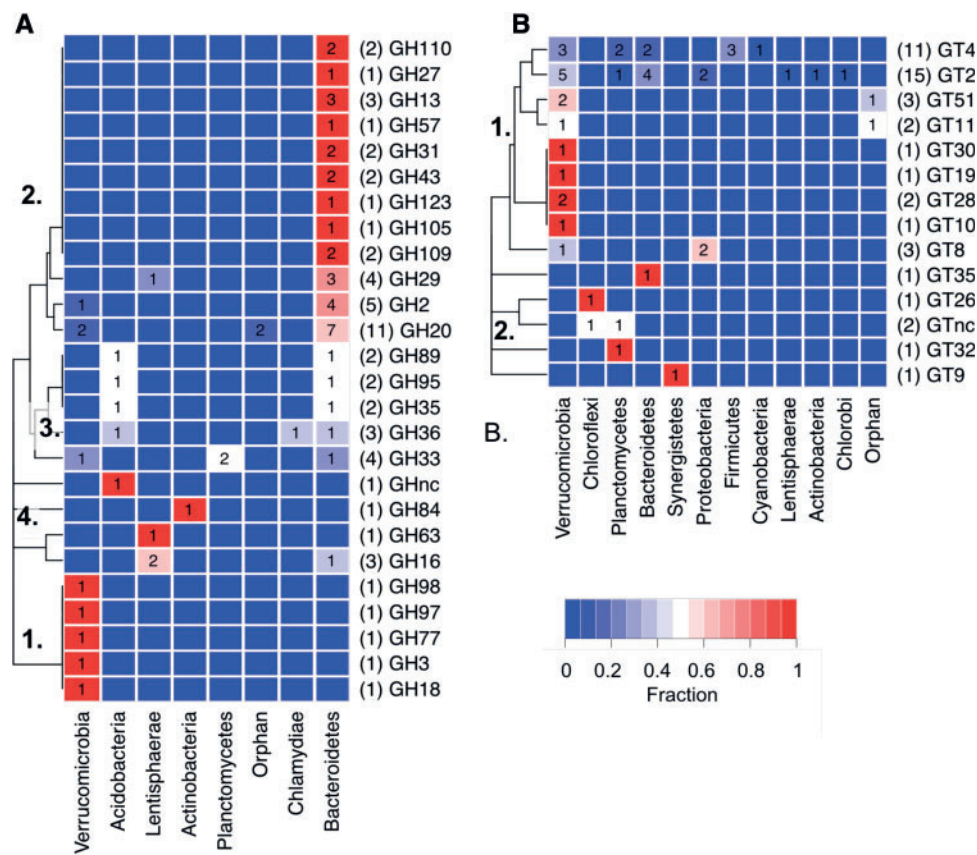 A
2 (2) GH110
1 (1) GH27
3 (3) GH13
1 (1) GH57
2 (2) GH31
2 (2) GH43
1 (1) GH123
2.
1 (1) GH105
2 (2) GH109
1 3 (4) GH29
1 4 (5) GH2
2 2 7 (11) GH20
1 1 (2) GH89
1 1 (2) GH95
1 1 (2) GH35
3.
1 1 1 (3) GH36
1 2 1 (4) GH33
1 (1) GHnc
4.
1 (1) GH84
1 (1) GH63
2 1 (3) GH16
1 (1) GH98
1 (1) GH97
1.
1 (1) GH77
1 (1) GH3
1 (1) GH18
Verrucomicrobia
Acidobacteria
Lentisphaerae
Actinobacteria
Planctomycetes
Orphan
Chlamydiae
Bacteroidetes
B
3 2 2 3 1 (11) GT4
5 1 4 2 1 1 1 (15) GT2
2 1 (3) GT51
1.
1 1 (2) GT11
1 (1) GT30
1 (1) GT19
2 (2) GT28
1 (1) GT10
1 2 (3) GT8
1 (1) GT35
1 (1) GT26
2.
1 1 (2) GTnc
1 (1) GT32
1 (1) GT9
Verrucomicrobia
Chloroflexi
Planctomycetes
Bacteroidetes
Synergistetes
Proteobacteria
Firmicutes
Cyanobacteria
Lentisphaerae
Actinobacteria
Chlorobi
Orphan
B.
0 0.2 0.4 0.6 0.8 1
Fraction